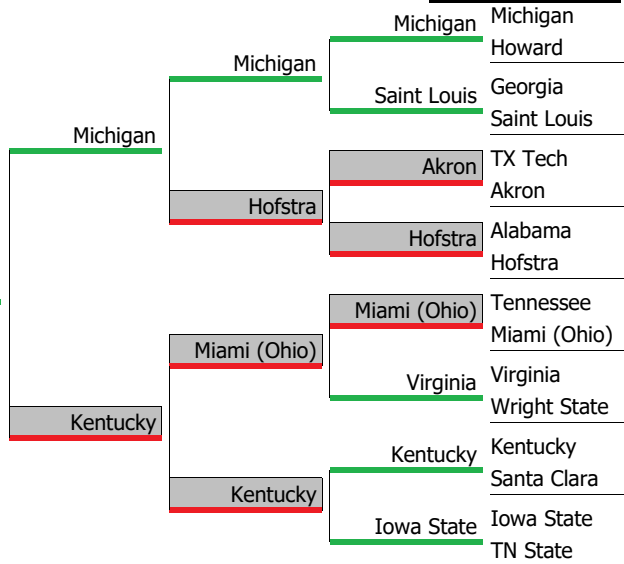 Michigan
Michigan
Howard
Michigan
Georgia
Saint Louis
Saint Louis
Michigan
TX Tech
Akron
Akron
Hofstra
Alabama
Hofstra
Hofstra
Tennessee
Miami (Ohio)
Miami (Ohio)
Miami (Ohio)
Virginia
Virginia
Wright State
Kentucky
Kentucky
Kentucky
Santa Clara
Kentucky
Iowa State
Iowa State
TN State